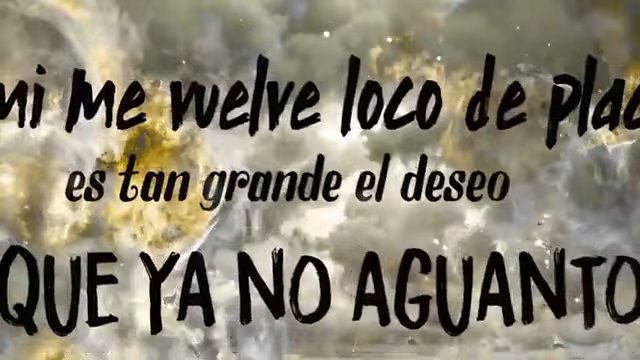 mi me vuelve loco de plac
es tan grande el deseo
QUE YA NO AGUANTO